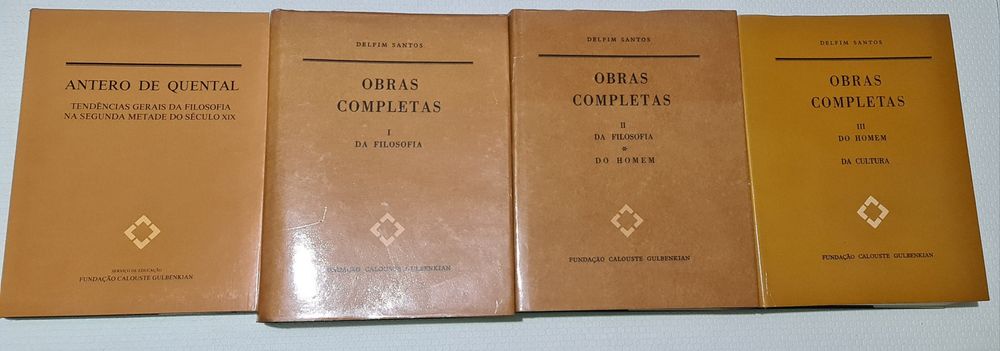 ANTERO DE QUENTAL
TENDÊNCIAS GERAIS DA FILOSOFIA
NA SEGUNDA METADE DO SÉCULO XIX
SERVIÇO DE EDUCAÇÃO
FUNDAÇÃO CALOUSTE GULBENKIAN
DELFIM SANTOS
OBRAS
COMPLETAS
I
DA FILOSOFIA
FUNDAÇÃO CALOUSTE GULBENKIAN
DELFIM SANTOS
OBRAS
COMPLETAS
II
DA FILOSOFIA
*
DO HOMEM
FUNDAÇÃO CALOUSTE GULBENKIAN
DELFIM SANTOS
OBRAS
COMPLETAS
III
DO HOMEM
DA CULTURA
FUNDAÇÃO CALOUSTE GULBENKIAN